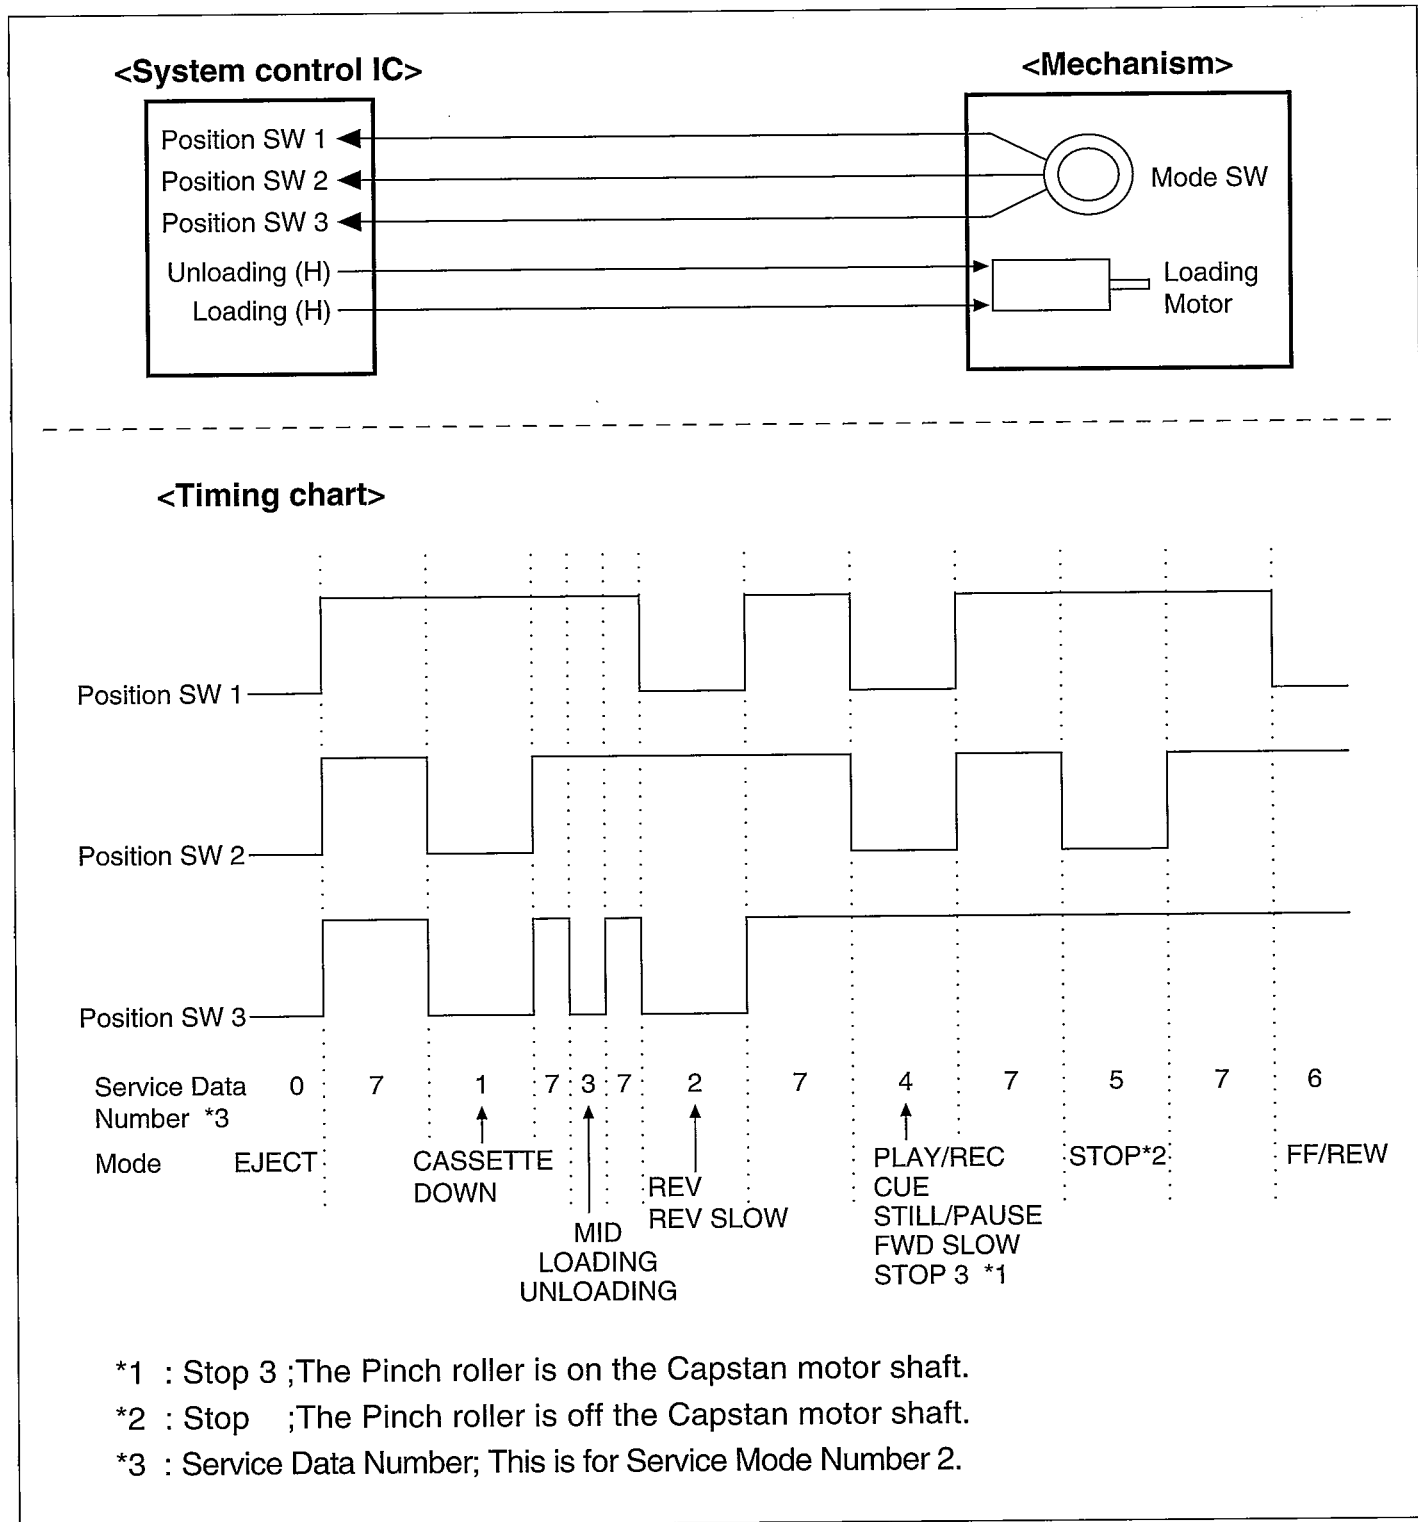 <System control IC>
<Mechanism>
Position SW 1
Position SW 2
Position SW 3
Unloading (H)
Loading (H)
Mode SW
Loading
Motor
<Timing chart>
Position SW 1
Position SW 2
Position SW 3
Service Data 0 7 1 7 3 7 2 7 4 7 5 7 6
Number *3
Mode EJECT
CASSETTE
DOWN
MID
LOADING
UNLOADING
REV
REV SLOW
PLAY/REC
CUE
STILL/PAUSE
FWD SLOW
STOP 3 *1
STOP*2
FF/REW
*1 : Stop 3 ;The Pinch roller is on the Capstan motor shaft.
*2 : Stop ;The Pinch roller is off the Capstan motor shaft.
*3 : Service Data Number; This is for Service Mode Number 2.